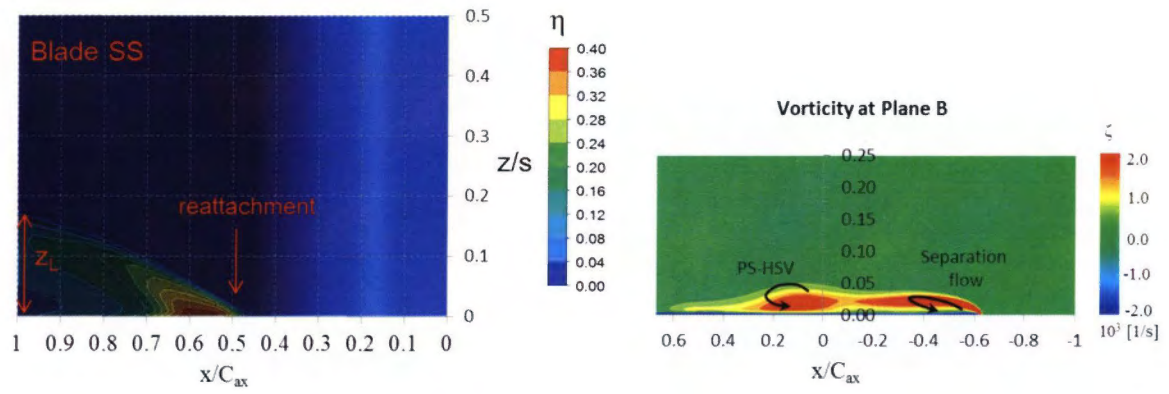 Blade SS
reattachment
z_L
0.5
0.4
0.3
0.2
0.1
0
z/s
1 0.9 0.8 0.7 0.6 0.5 0.4 0.3 0.2 0.1 0
x/C_ax
η
0.40
0.36
0.32
0.28
0.24
0.20
0.16
0.12
0.08
0.04
0.00
Vorticity at Plane B
0.25
0.20
0.15
0.10
0.05
0.00
PS-HSV
Separation
flow
0.6 0.4 0.2 0 -0.2 -0.4 -0.6 -0.8 -1
x/C_ax
ζ
2.0
1.0
0.0
-1.0
-2.0
10³ [1/s]